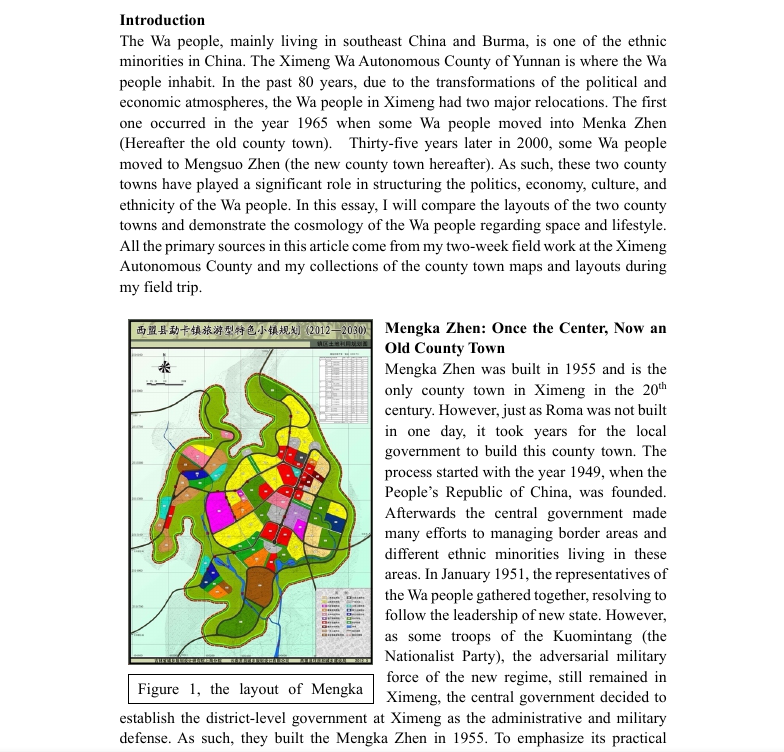 Introduction
The Wa people, mainly living in southeast China and Burma, is one of the ethnic
minorities in China. The Ximeng Wa Autonomous County of Yunnan is where the Wa
people inhabit. In the past 80 years, due to the transformations of the political and
economic atmospheres, the Wa people in Ximeng had two major relocations. The first
one occurred in the year 1965 when some Wa people moved into Menka Zhen
(Hereafter the old county town). Thirty-five years later in 2000, some Wa people
moved to Mengsuo Zhen (the new county town hereafter). As such, these two county
towns have played a significant role in structuring the politics, economy, culture, and
ethnicity of the Wa people. In this essay, I will compare the layouts of the two county
towns and demonstrate the cosmology of the Wa people regarding space and lifestyle.
All the primary sources in this article come from my two-week field work at the Ximeng
Autonomous County and my collections of the county town maps and layouts during
my field trip.
西盟县勐卡镇旅游型特色小镇规划 (2012—2030)
镇区土地利用规划图
Figure 1, the layout of Mengka
Mengka Zhen: Once the Center, Now an
Old County Town
Mengka Zhen was built in 1955 and is the
only county town in Ximeng in the 20th
century. However, just as Roma was not built
in one day, it took years for the local
government to build this county town. The
process started with the year 1949, when the
People's Republic of China, was founded.
Afterwards the central government made
many efforts to managing border areas and
different ethnic minorities living in these
areas. In January 1951, the representatives of
the Wa people gathered together, resolving to
follow the leadership of new state. However,
as some troops of the Kuomintang (the
Nationalist Party), the adversarial military
force of the new regime, still remained in
Ximeng, the central government decided to
establish the district-level government at Ximeng as the administrative and military
defense. As such, they built the Mengka Zhen in 1955. To emphasize its practical